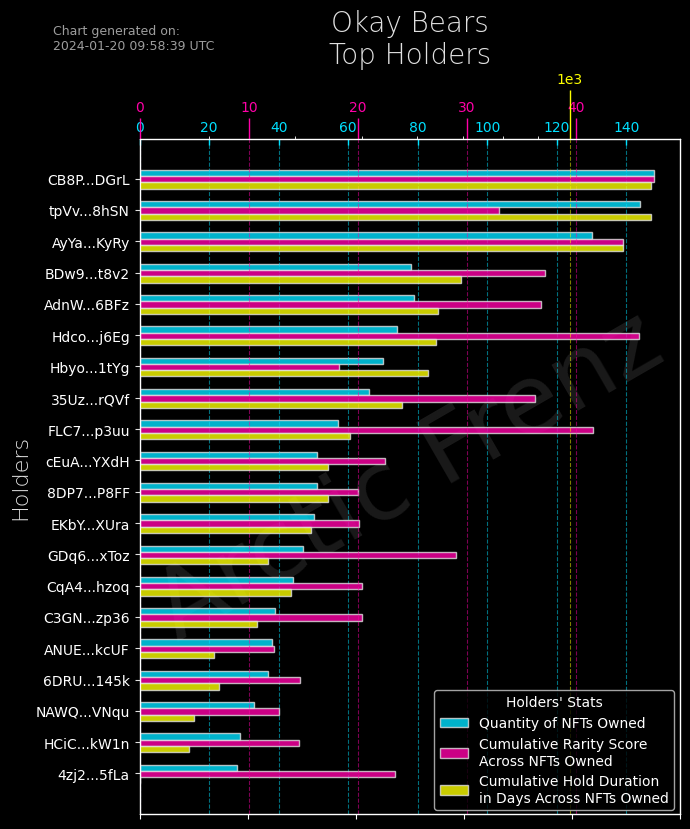 Okay Bears
Top Holders
Chart generated on:
2024-01-20 09:58:39 UTC
1e3
0 10 20 30 40
0 20 40 60 80 100 120 140
Holders
CB8P...DGrL
tpVv...8hSN
AyYa...KyRy
BDw9...t8v2
AdnW...6BFz
Hdco...j6Eg
Hbyo...1tYg
35Uz...rQVf
FLC7...p3uu
cEuA...YXdH
8DP7...P8FF
EKbY...XUra
GDq6...xToz
CqA4...hzoq
C3GN...zp36
ANUE...kcUF
6DRU...145k
NAWQ...VNqu
HCiC...kW1n
4zj2...5fLa
Arctic Frenz
Holders' Stats
Quantity of NFTs Owned
Cumulative Rarity Score
Across NFTs Owned
Cumulative Hold Duration
in Days Across NFTs Owned